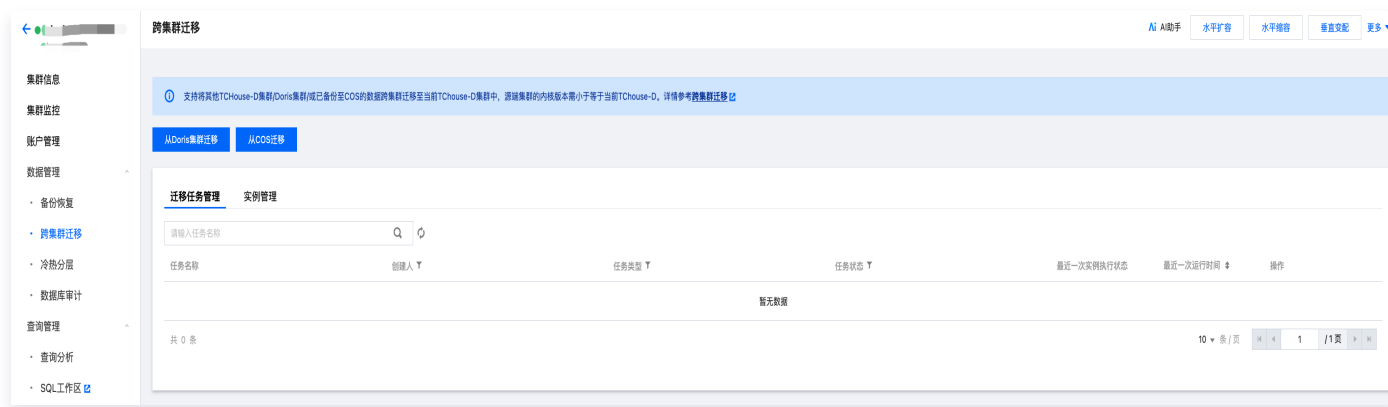 跨集群迁移
Ai AI助手 水平扩容 水平缩容 垂直变配 更多
集群信息
集群监控
账户管理
数据管理
· 备份恢复
· 跨集群迁移
· 冷热分层
· 数据库审计
查询管理
· 查询分析
· SQL工作区
支持将其他TCHouse-D集群/Doris集群/或已备份至COS的数据跨集群迁移至当前TChouse-D集群中，源端集群的内核版本需小于等于当前TChouse-D。详情参考跨集群迁移
从Doris集群迁移 从COS迁移
迁移任务管理 实例管理
请输入任务名称
任务名称 创建人 任务类型 任务状态 最近一次实例执行状态 最近一次运行时间 操作
暂无数据
共 0 条
10 条/页 1 /1页